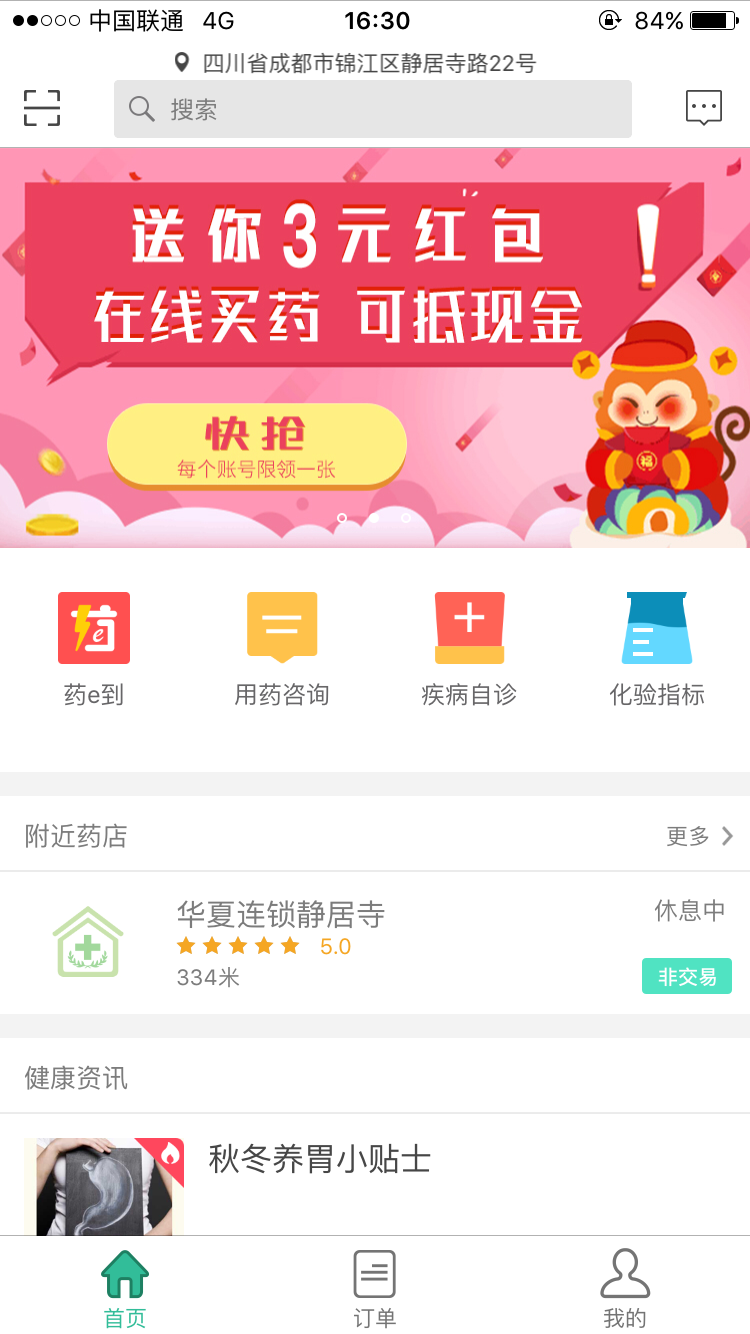 中国联通 4G 16:30 84%
四川省成都市锦江区静居寺路22号
搜索
送你3元红包！
在线买药 可抵现金
快抢
每个账号限领一张
福
药e
药e到 用药咨询 疾病自诊 化验指标
附近药店 更多
华夏连锁静居寺 休息中
5.0
334米 非交易
健康资讯
秋冬养胃小贴士
首页 订单 我的